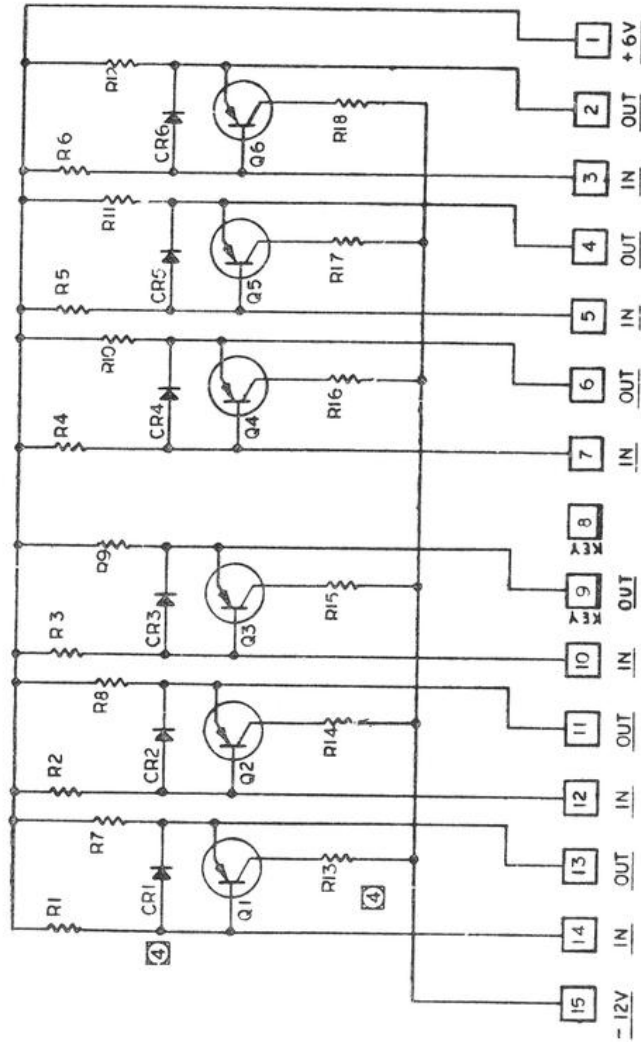 R1
R7
R2
R8
R3
R9
R4
R10
R5
R11
R6
R12
CR1
CR2
CR3
CR4
CR5
CR6
Q1
Q2
Q3
Q4
Q5
Q6
4
4
R13
R14
R15
R16
R17
R18
15
14
13
12
11
10
9
8
7
6
5
4
3
2
1
KEY
KEY
- 12V
IN
OUT
IN
OUT
IN
OUT
IN
OUT
IN
OUT
IN
OUT
+6V